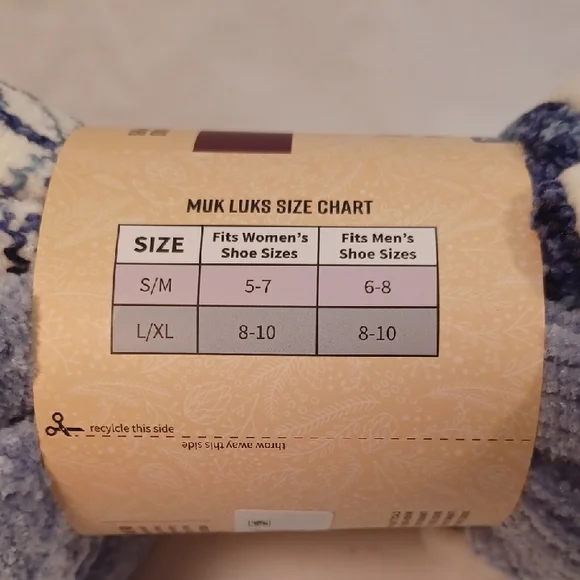 MUK LUKS SIZE CHART
SIZE Fits Women's Shoe Sizes Fits Men's Shoe Sizes
S/M 5-7 6-8
L/XL 8-10 8-10
recylcle this side
throw away this side